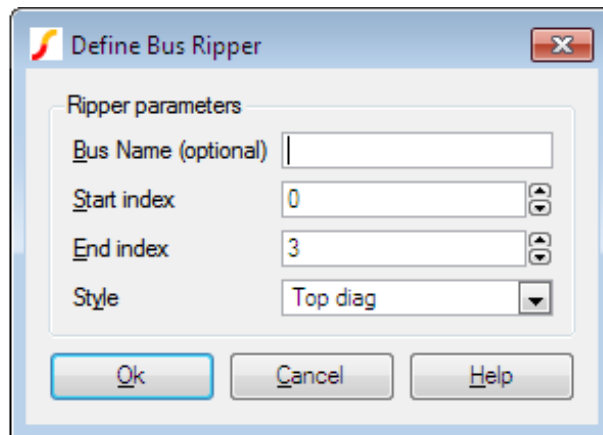 Define Bus Ripper
Ripper parameters
Bus Name (optional)
Start index 0
End index 3
Style Top diag
Ok Cancel Help